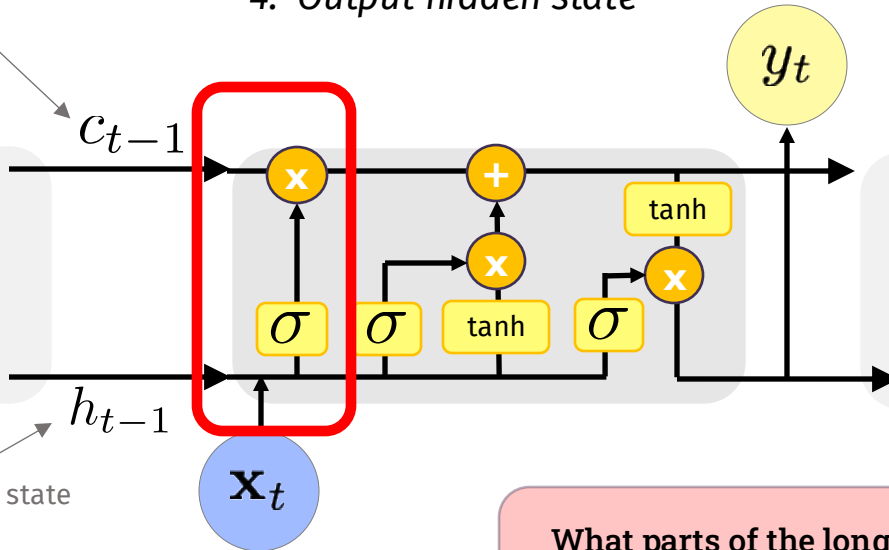 4. Output hidden State
y_t
c_{t-1}
x
+
tanh
x
x
σ
σ
tanh
σ
h_{t-1}
x_t
state
What parts of the long